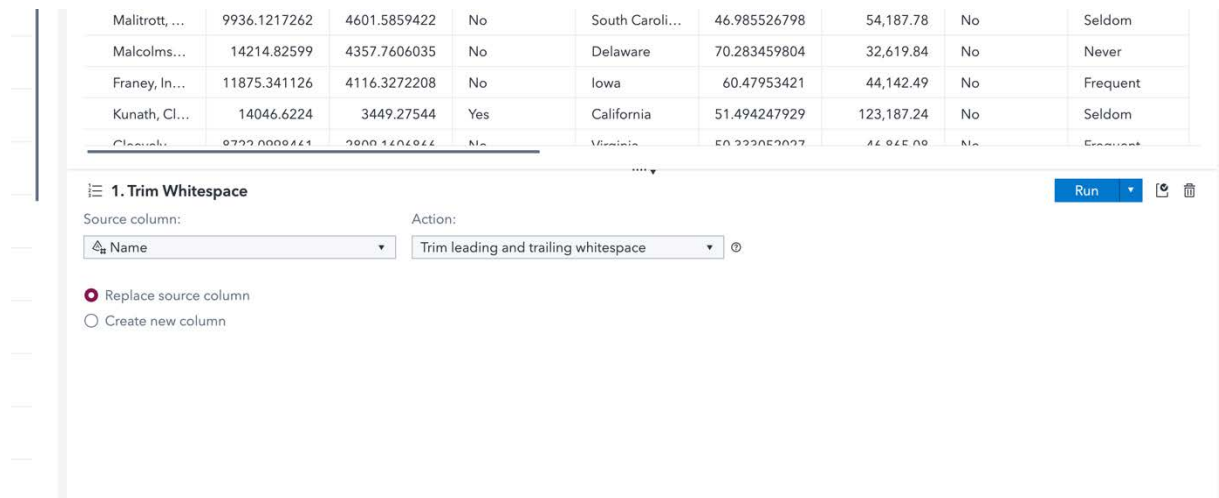 Malitrott, ... 9936.1217262 4601.5859422 No South Caroli... 46.985526798 54,187.78 No Seldom
Malcolms... 14214.82599 4357.7606035 No Delaware 70.283459804 32,619.84 No Never
Franey, In... 11875.341126 4116.3272208 No Iowa 60.47953421 44,142.49 No Frequent
Kunath, Cl... 14046.6224 3449.27544 Yes California 51.494247929 123,187.24 No Seldom
No Virginia No Frequent
1. Trim Whitespace Run
Source column: Action:
Name Trim leading and trailing whitespace
Replace source column
Create new column